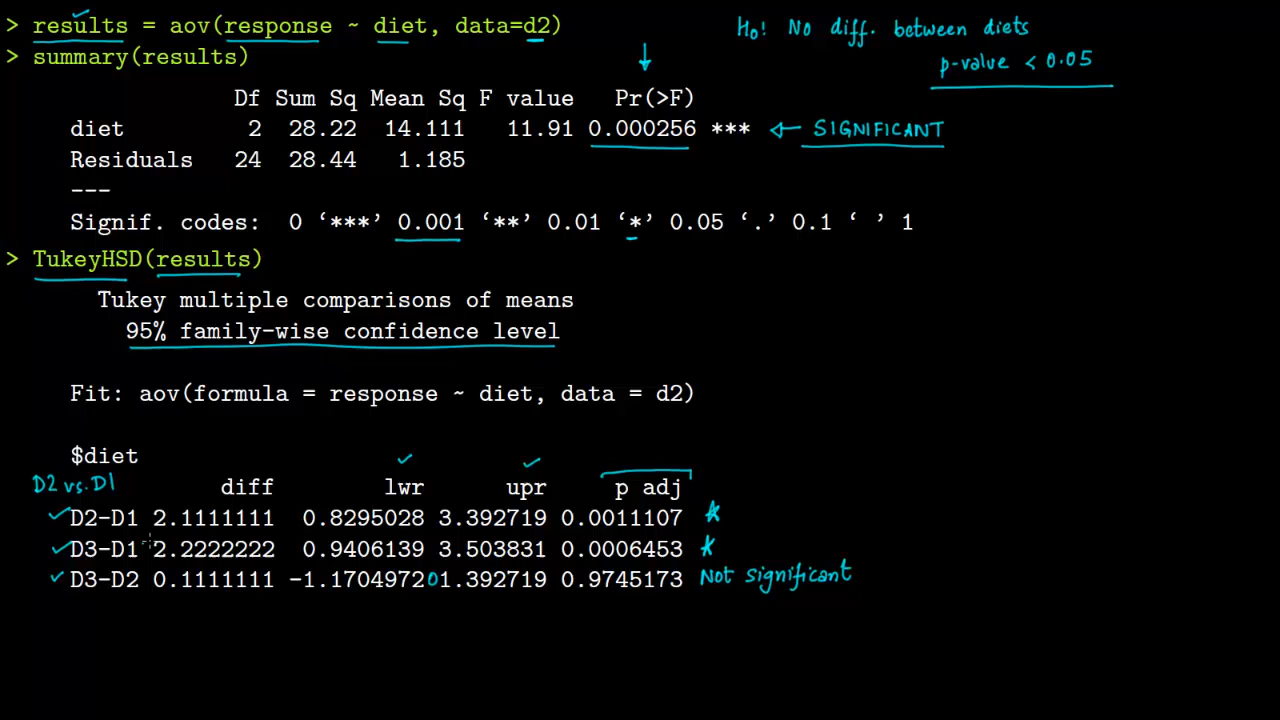 > results = aov(response ~ diet, data=d2)
H₀! No diff. between diets
> summary(results)
p-value < 0.05
Df Sum Sq Mean Sq F value Pr(>F)
diet 2 28.22 14.111 11.91 0.000256 *** ← SIGNIFICANT
Residuals 24 28.44 1.185
---
Signif. codes: 0 ‘***’ 0.001 ‘**’ 0.01 ‘*’ 0.05 ‘.’ 0.1 ‘ ’ 1
> TukeyHSD(results)
Tukey multiple comparisons of means
95% family-wise confidence level
Fit: aov(formula = response ~ diet, data = d2)
$diet
D2 vs. D1
diff lwr upr p adj
D2-D1 2.1111111 0.8295028 3.392719 0.0011107 *
D3-D1 2.2222222 0.9406139 3.503831 0.0006453 *
D3-D2 0.1111111 -1.1704972 0 1.392719 0.9745173 Not significant